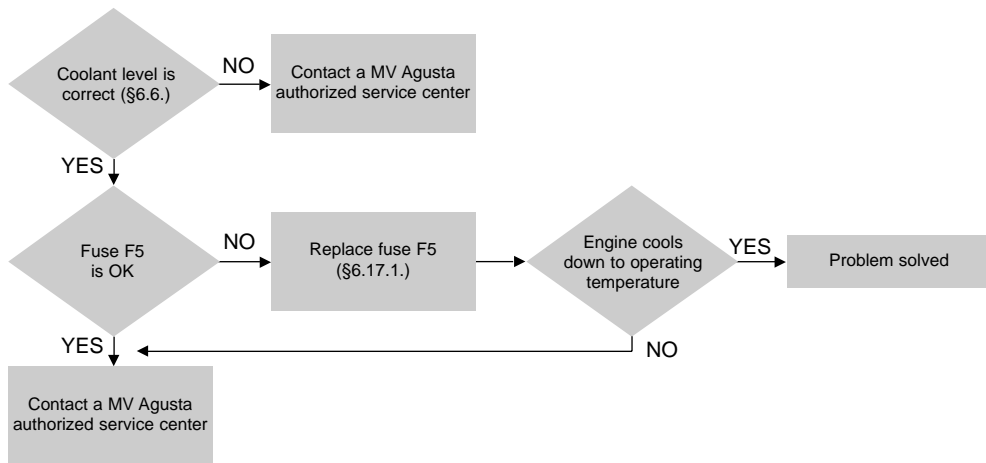 Coolant level is
correct (§6.6.)
NO
Contact a MV Agusta
authorized service center
YES
Fuse F5
is OK
NO
Replace fuse F5
(§6.17.1.)
Engine cools
down to operating
temperature
YES
Problem solved
YES
NO
Contact a MV Agusta
authorized service center